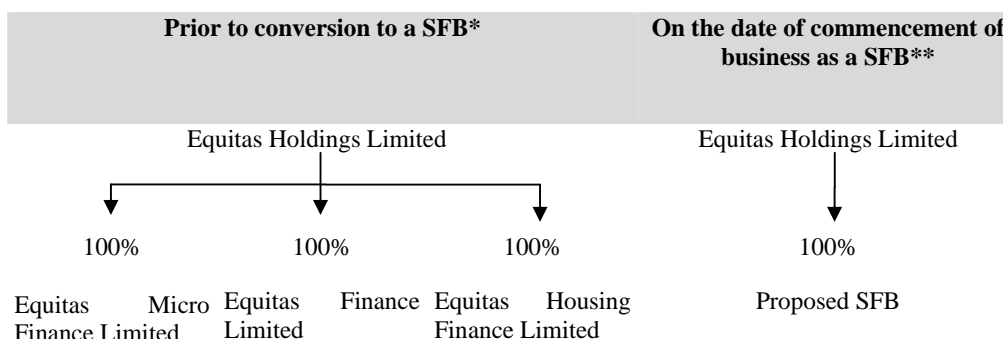 Prior to conversion to a SFB*
On the date of commencement of
business as a SFB**
Equitas Holdings Limited
Equitas Holdings Limited
100%
100%
100%
100%
Equitas Micro
Finance Limited
Equitas Finance
Limited
Equitas Housing
Finance Limited
Proposed SFB